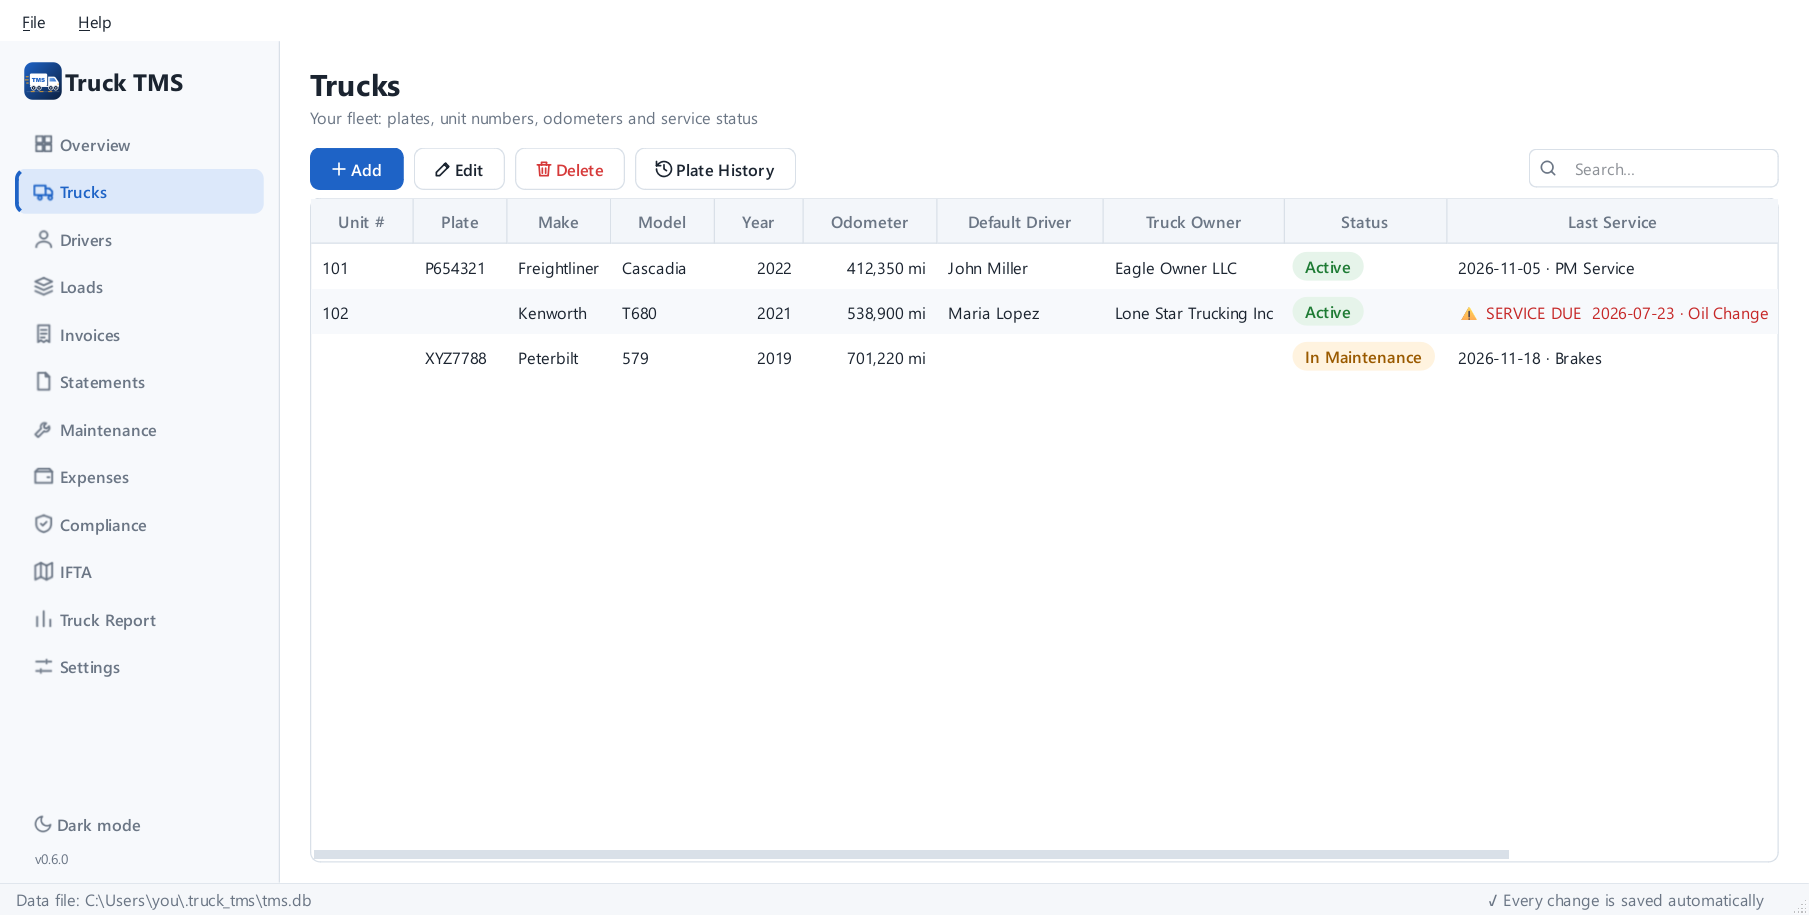 File Help
TMS
Truck TMS
Overview
Trucks
Drivers
Loads
Invoices
Statements
Maintenance
Expenses
Compliance
IFTA
Truck Report
Settings
Dark mode
v0.6.0
Trucks
Your fleet: plates, unit numbers, odometers and service status
Add Edit Delete Plate History Search...
Unit # Plate Make Model Year Odometer Default Driver Truck Owner Status Last Service
101 P654321 Freightliner Cascadia 2022 412,350 mi John Miller Eagle Owner LLC Active 2026-11-05 · PM Service
102 Kenworth T680 2021 538,900 mi Maria Lopez Lone Star Trucking Inc Active ⚠ SERVICE DUE 2026-07-23 · Oil Change
XYZ7788 Peterbilt 579 2019 701,220 mi In Maintenance 2026-11-18 · Brakes
Data file: C:\Users\you\.truck_tms\tms.db ✓ Every change is saved automatically